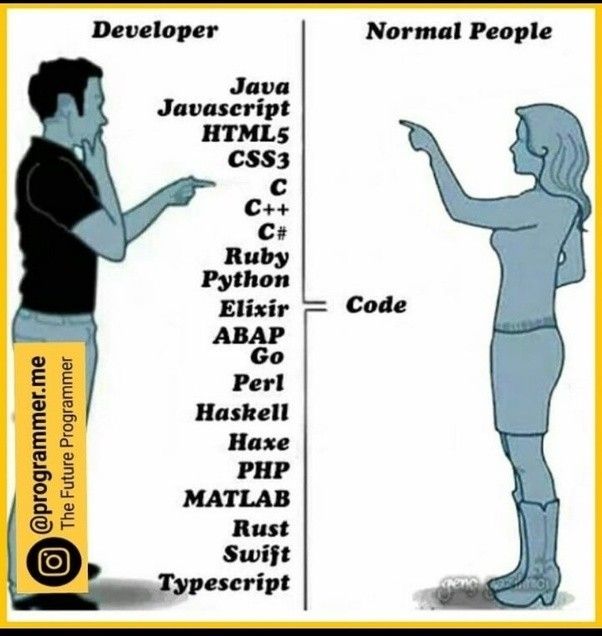 Developer
Normal People
Java
Javascript
HTML5
CSS3
C
C++
C#
Ruby
Python
Elixir
= Code
ABAP
Go
Perl
Haskell
Haxe
PHP
MATLAB
Rust
Swift
Typescript
@programmer.me
The Future Programmer